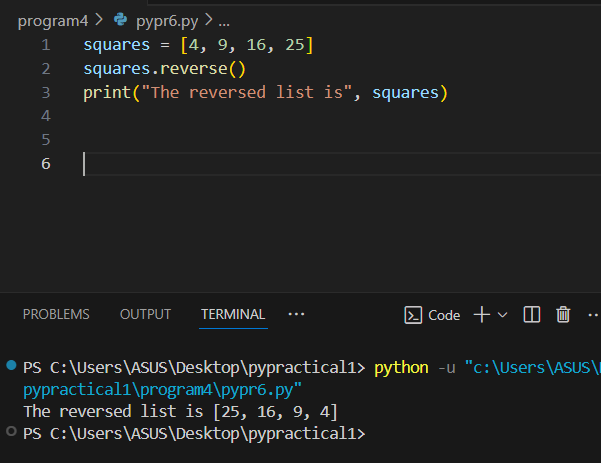 program4 > pypr6.py > ...
1 squares = [4, 9, 16, 25]
2 squares.reverse()
3 print("The reversed list is", squares)
4
5
6
PROBLEMS OUTPUT TERMINAL ··· Code
PS C:\Users\ASUS\Desktop\pypractical1> python -u "c:\Users\ASUS\
pypractical1\program4\pypr6.py"
The reversed list is [25, 16, 9, 4]
PS C:\Users\ASUS\Desktop\pypractical1>